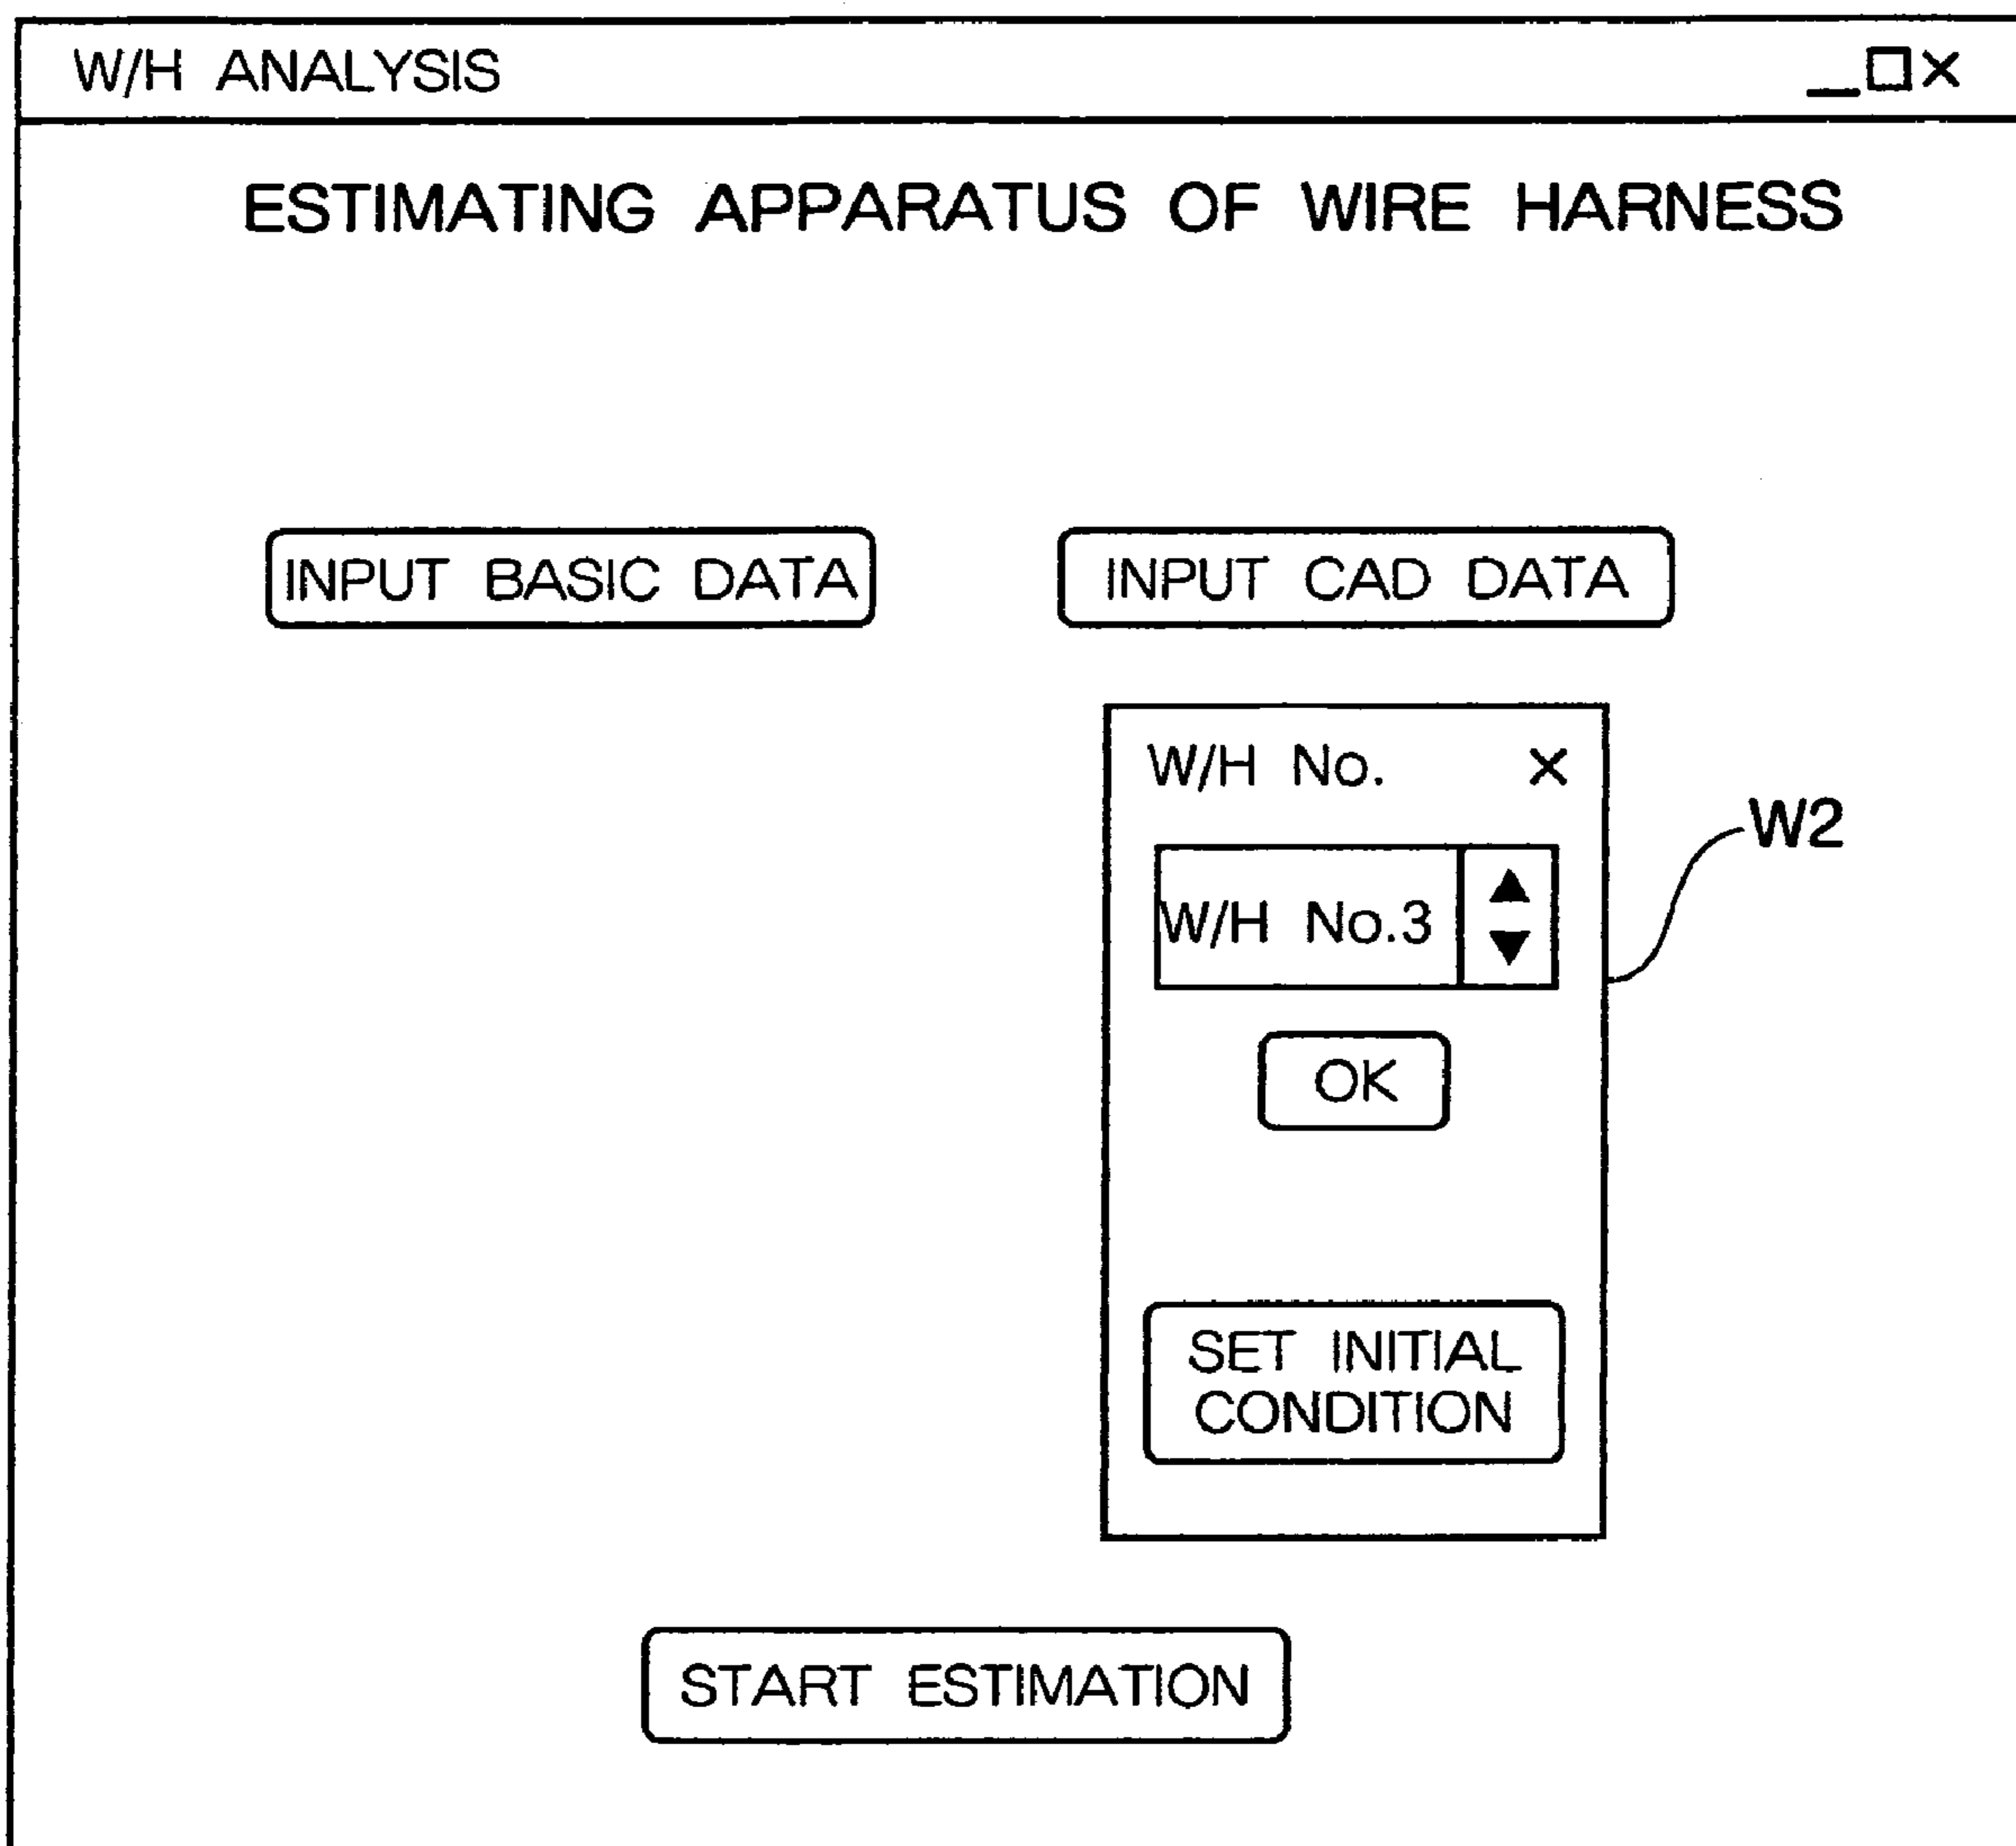 W/H ANALYSIS
ESTIMATING APPARATUS OF WIRE HARNESS
INPUT BASIC DATA
INPUT CAD DATA
W/H No. ×
W2
W/H No.3
OK
SET INITIAL
CONDITION
START ESTIMATION